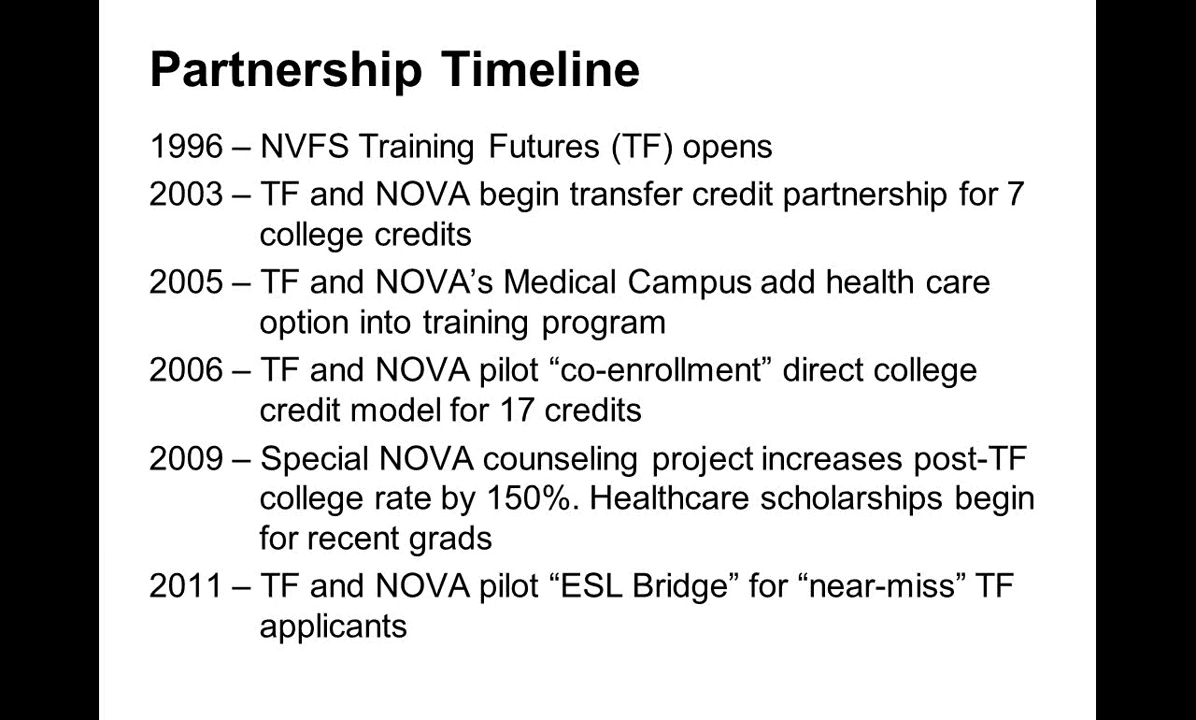 Partnership Timeline
1996 – NVFS Training Futures (TF) opens
2003 – TF and NOVA begin transfer credit partnership for 7
college credits
2005 – TF and NOVA’s Medical Campus add health care
option into training program
2006 – TF and NOVA pilot “co-enrollment” direct college
credit model for 17 credits
2009 – Special NOVA counseling project increases post-TF
college rate by 150%. Healthcare scholarships begin
for recent grads
2011 – TF and NOVA pilot “ESL Bridge” for “near-miss” TF
applicants